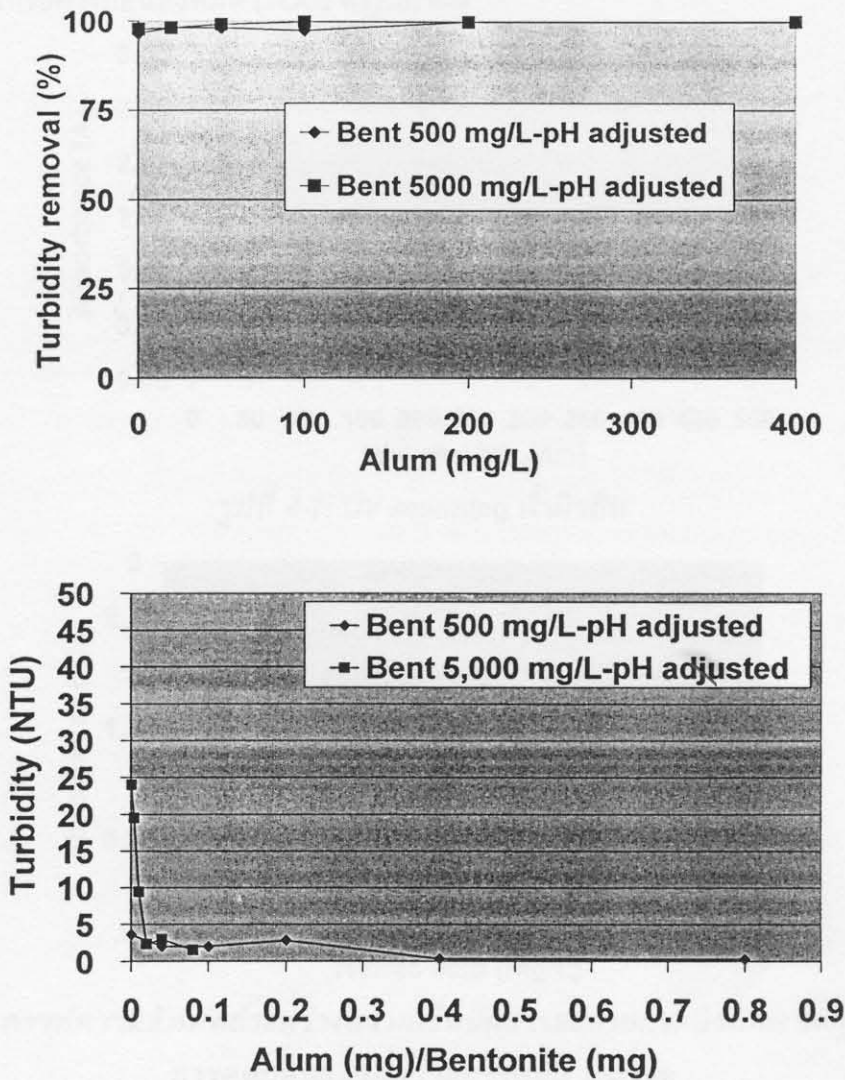 100
75
50
25
0
Turbidity removal (%)
Bent 500 mg/L-pH adjusted
Bent 5000 mg/L-pH adjusted
0 100 200 300 400
Alum (mg/L)
50
45
40
35
30
25
20
15
10
5
0
Turbidity (NTU)
Bent 500 mg/L-pH adjusted
Bent 5,000 mg/L-pH adjusted
0 0.1 0.2 0.3 0.4 0.5 0.6 0.7 0.8 0.9
Alum (mg)/Bentonite (mg)